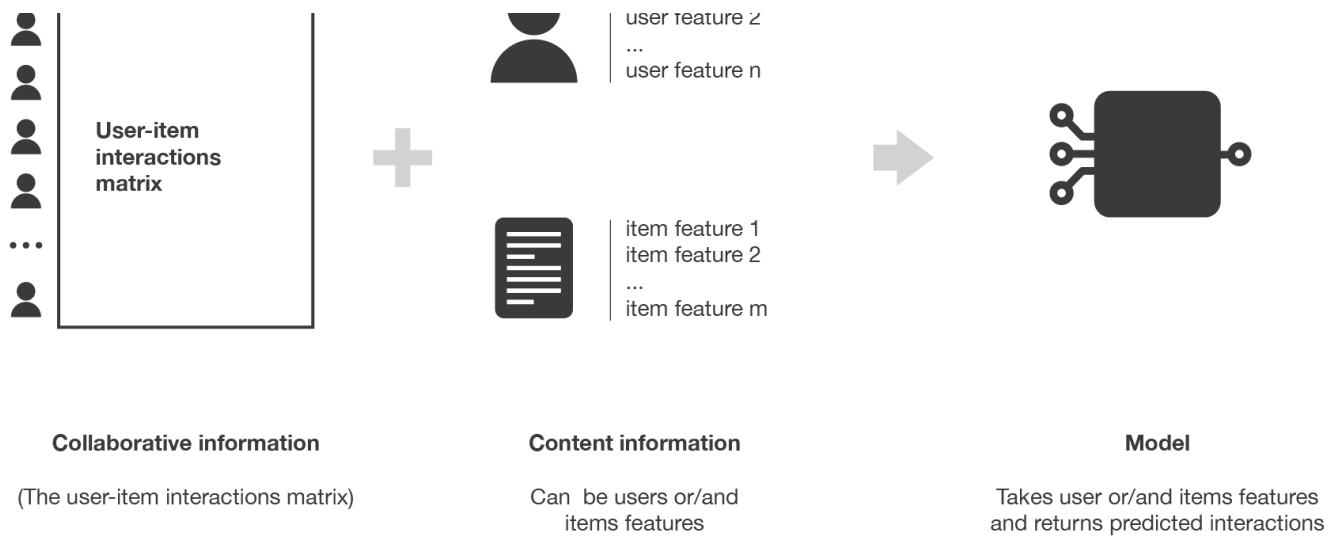 user feature 2
...
user feature n
User-item
interactions
matrix
...
item feature 1
item feature 2
...
item feature m
Collaborative information
(The user-item interactions matrix)
Content information
Can be users or/and
items features
Model
Takes user or/and items features
and returns predicted interactions